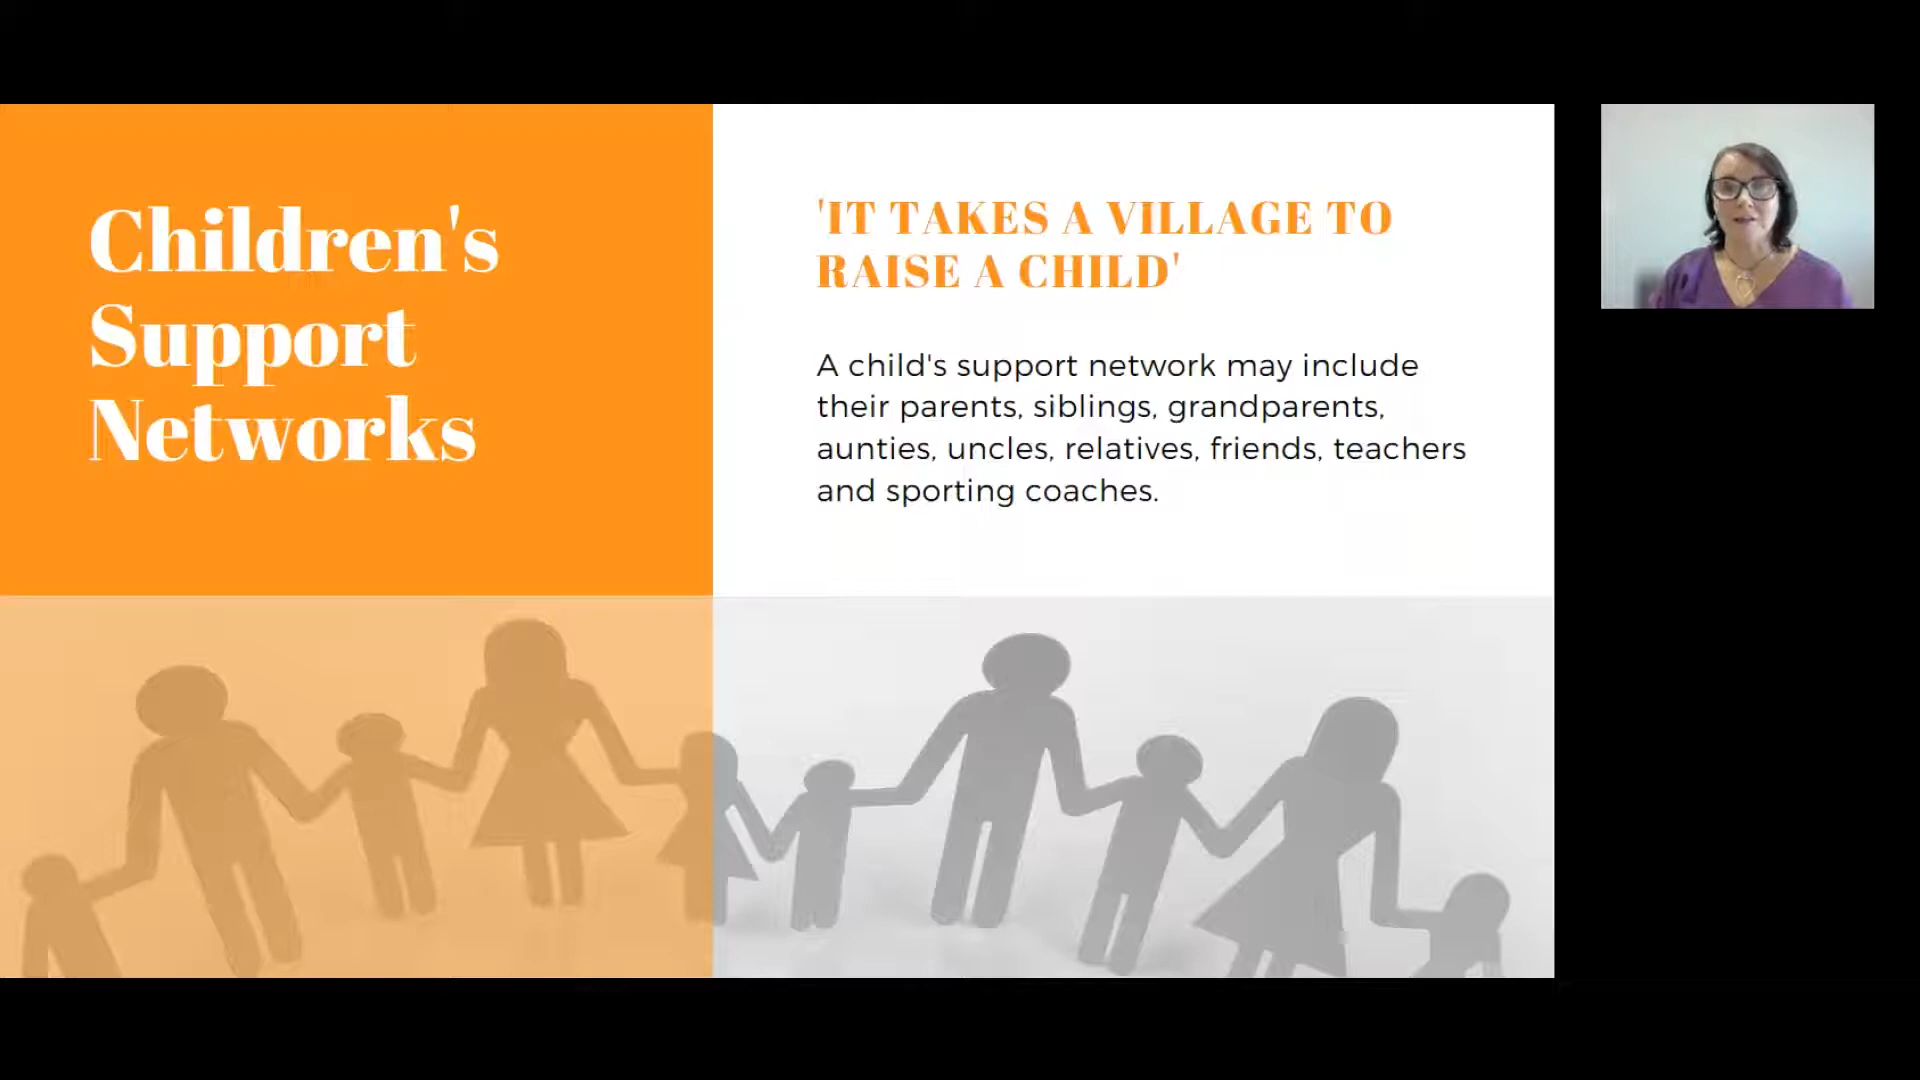 Children's
Support
Networks
'IT TAKES A VILLAGE TO
RAISE A CHILD'
A child's support network may include
their parents, siblings, grandparents,
aunties, uncles, relatives, friends, teachers
and sporting coaches.